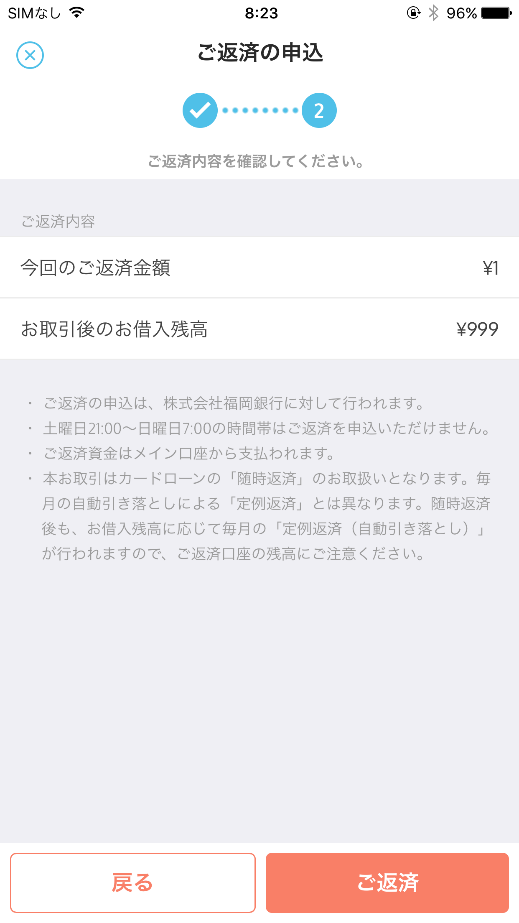 SIMなし 8:23 96%
ご返済の申込
2
ご返済内容を確認してください。
ご返済内容
今回のご返済金額 ¥1
お取引後のお借入残高 ¥999
・ ご返済の申込は、株式会社福岡銀行に対して行われます。
・ 土曜日21:00〜日曜日7:00の時間帯はご返済を申込いただけません。
・ ご返済資金はメイン口座から支払われます。
・ 本お取引はカードローンの「随時返済」のお取扱いとなります。毎
月の自動引き落としによる「定例返済」とは異なります。随時返済
後も、お借入残高に応じて毎月の「定例返済（自動引き落とし）」
が行われますので、ご返済口座の残高にご注意ください。
戻る ご返済